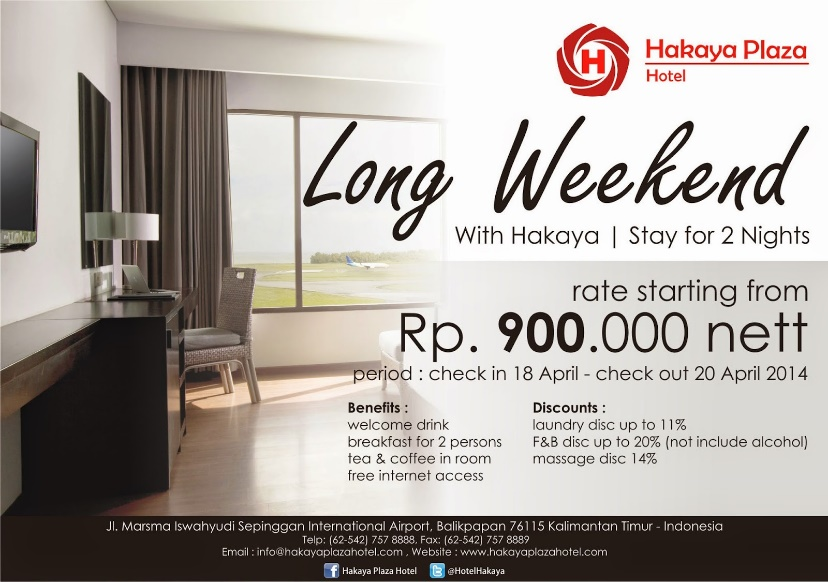 H
Hakaya Plaza
Hotel
Long Weekend
With Hakaya | Stay for 2 Nights
rate starting from
Rp. 900.000 nett
period : check in 18 April - check out 20 April 2014
Benefits :
welcome drink
breakfast for 2 persons
tea & coffee in room
free internet access
Discounts :
laundry disc up to 11%
F&B disc up to 20% (not include alcohol)
massage disc 14%
Jl. Marsma Iswahyudi Sepinggan International Airport, Balikpapan 76115 Kalimantan Timur - Indonesia
Telp: (62-542) 757 8888, Fax: (62-542) 757 8889
Email : info@hakayaplazahotel.com , Website : www.hakayaplazahotel.com
f Hakaya Plaza Hotel @HotelHakaya